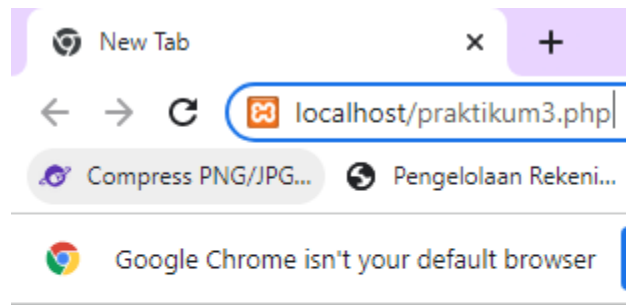 New Tab
localhost/praktikum3.php
Compress PNG/JPG... Pengelolaan Rekeni...
Google Chrome isn't your default browser